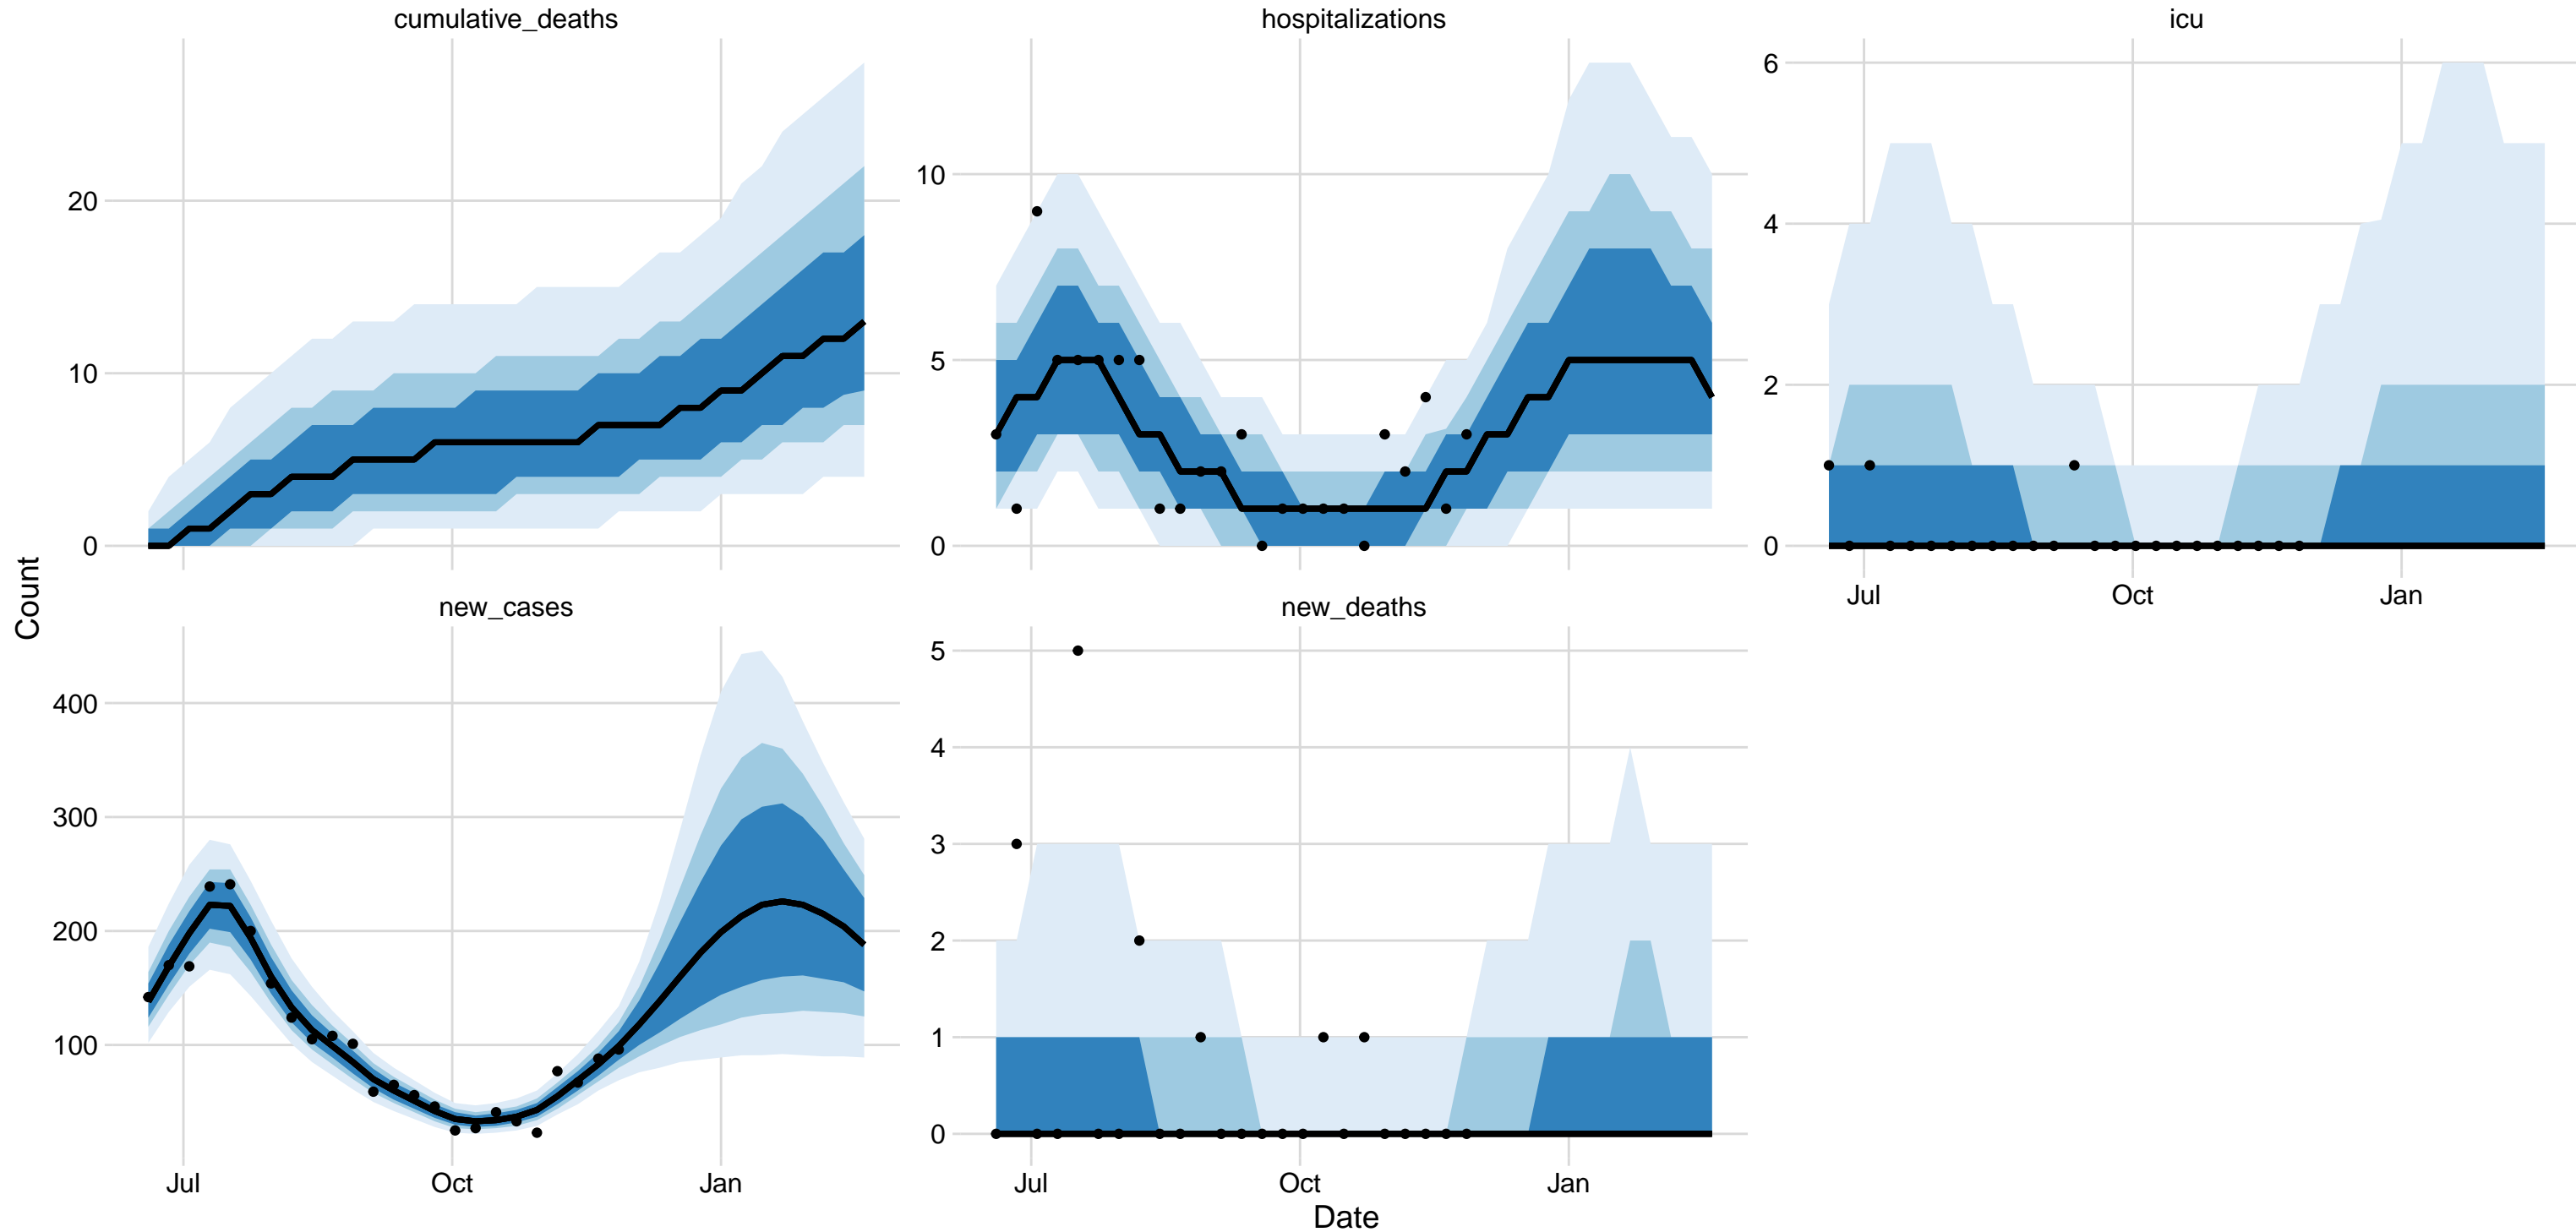 cumulative_deaths
20
10
0
hospitalizations
10
5
0
icu
6
4
2
0
Jul Oct Jan
Count
new_cases
400
300
200
100
Jul Oct Jan
new_deaths
5
4
3
2
1
0
Jul Oct Jan
Date